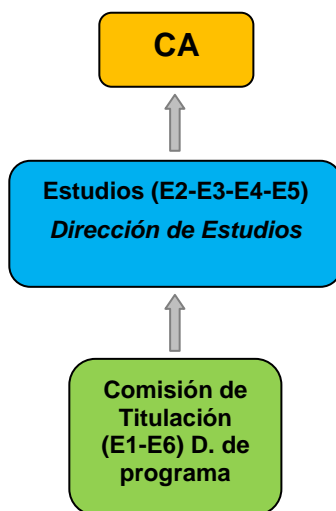 CA
Estudios (E2-E3-E4-E5)
Dirección de Estudios
Comisión de
Titulación
(E1-E6) D. de
programa